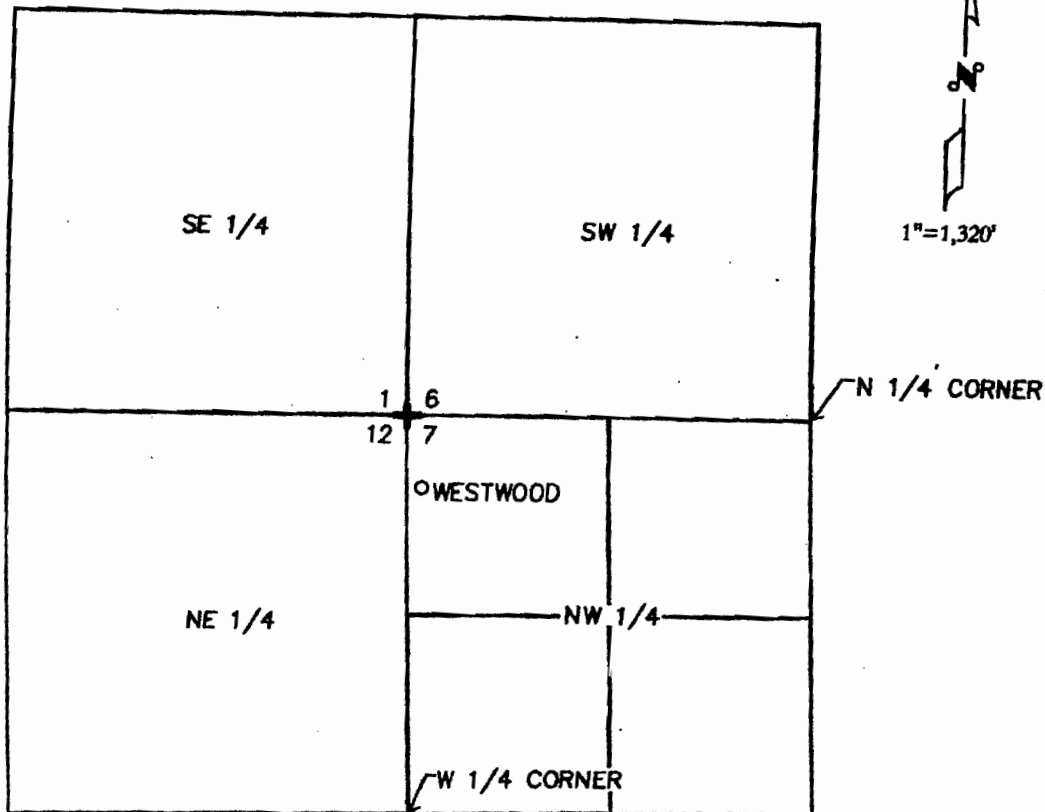 N
SE 1/4
SW 1/4
1"=1,320'
N 1/4 CORNER
1 6
12 7
WESTWOOD
NE 1/4
NW 1/4
W 1/4 CORNER